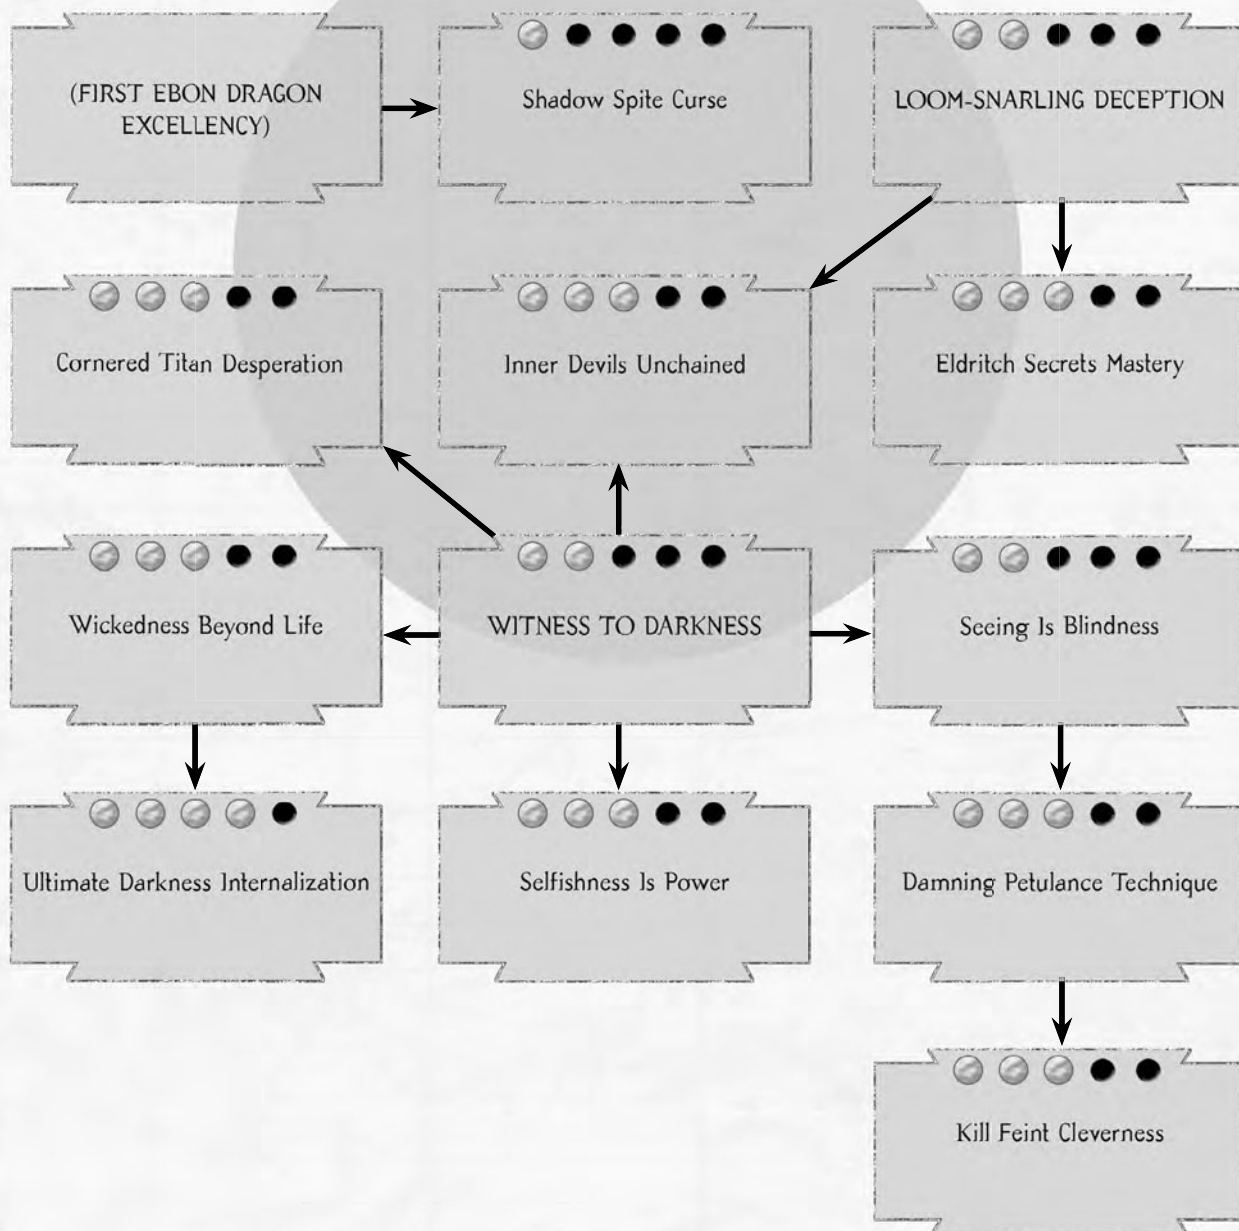 (FIRST EBON DRAGON
EXCELLENCY)
Shadow Spite Curse
LOOM-SNARLING DECEPTION
Cornered Titan Desperation
Inner Devils Unchained
Eldritch Secrets Mastery
Wickedness Beyond Life
WITNESS TO DARKNESS
Seeing Is Blindness
Ultimate Darkness Internalization
Selfishness Is Power
Damning Petulance Technique
Kill Feint Cleverness